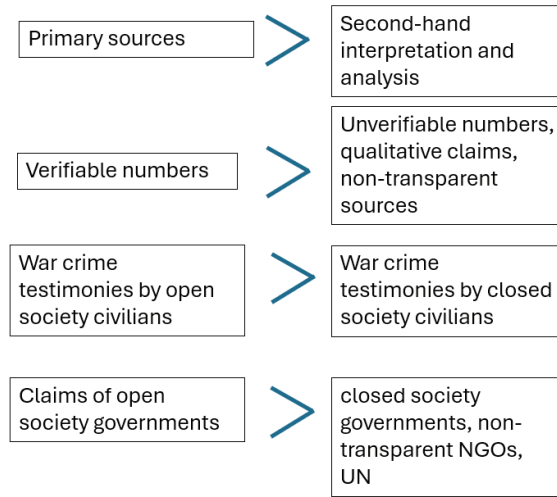 Primary sources
>
Second-hand
interpretation and
analysis
Verifiable numbers
>
Unverifiable numbers,
qualitative claims,
non-transparent
sources
War crime
testimonies by open
society civilians
>
War crime
testimonies by closed
society civilians
Claims of open
society governments
>
closed society
governments, non-
transparent NGOs,
UN